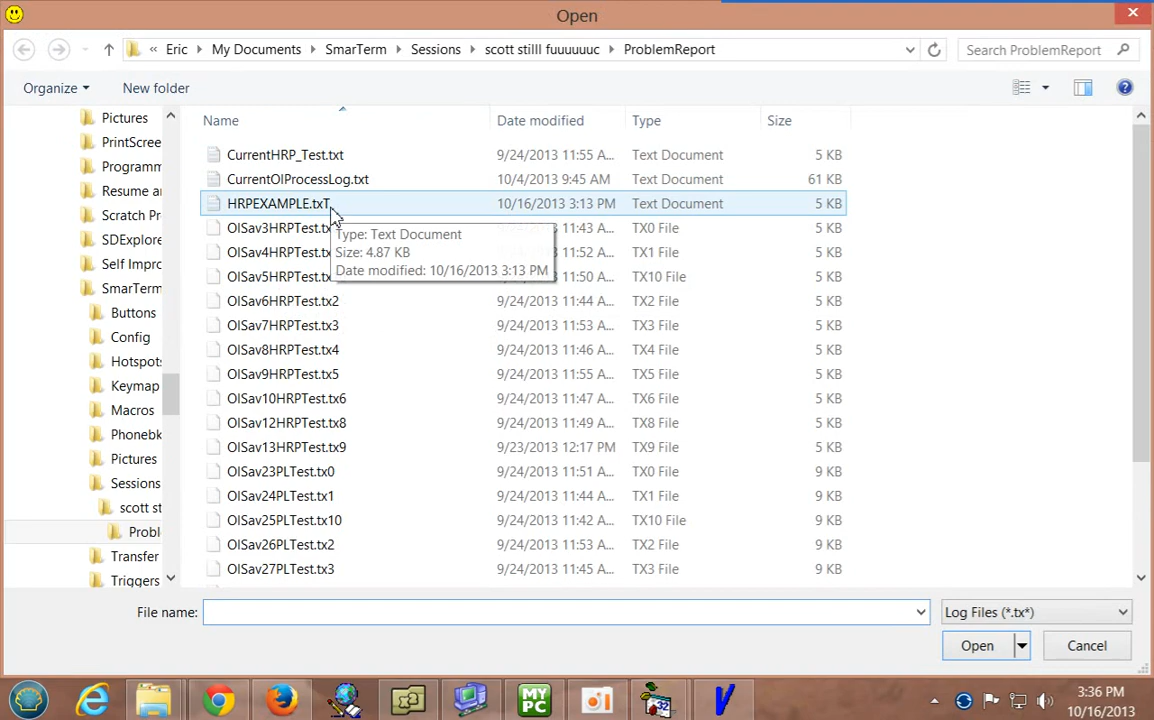 Open
« Eric › My Documents › SmarTerm › Sessions › scott stilll fuuuuuuc › ProblemReport
Search ProblemReport
Organize
New folder
Name
Date modified
Type
Size
Pictures
PrintScree
Programm
Resume ar
Scratch Pr
SDExplore
Self Impro
SmarTerm
Buttons
Config
Hotspots
Keymap
Macros
Phonebk
Pictures
Sessions
scott sti
Probl
Transfer
Triggers
CurrentHRP_Test.txt 9/24/2013 11:55 A... Text Document 5 KB
CurrentOIProcessLog.txt 10/4/2013 9:45 AM Text Document 61 KB
HRPEXAMPLE.txT 10/16/2013 3:13 PM Text Document 5 KB
OISav3HRPTest.tx 9/24/2013 11:43 A... TX0 File 5 KB
OISav4HRPTest.tx 9/24/2013 11:52 A... TX1 File 5 KB
OISav5HRPTest.tx 9/24/2013 11:50 A... TX10 File 5 KB
Type: Text Document
Size: 4.87 KB
Date modified: 10/16/2013 3:13 PM
OISav6HRPTest.tx2 9/24/2013 11:44 A... TX2 File 5 KB
OISav7HRPTest.tx3 9/24/2013 11:53 A... TX3 File 5 KB
OISav8HRPTest.tx4 9/24/2013 11:46 A... TX4 File 5 KB
OISav9HRPTest.tx5 9/24/2013 11:54 A... TX5 File 5 KB
OISav10HRPTest.tx6 9/24/2013 11:47 A... TX6 File 5 KB
OISav12HRPTest.tx8 9/24/2013 11:49 A... TX8 File 5 KB
OISav13HRPTest.tx9 9/23/2013 12:17 PM TX9 File 5 KB
OISav23PLTest.tx0 9/24/2013 11:51 A... TX0 File 9 KB
OISav24PLTest.tx1 9/24/2013 11:44 A... TX1 File 9 KB
OISav25PLTest.tx10 9/24/2013 11:42 A... TX10 File 9 KB
OISav26PLTest.tx2 9/24/2013 11:53 A... TX2 File 9 KB
OISav27PLTest.tx3 9/24/2013 11:45 A... TX3 File 9 KB
File name:
Log Files (*.tx*)
Open
Cancel
MY
PC
32
V
3:36 PM
10/16/2013